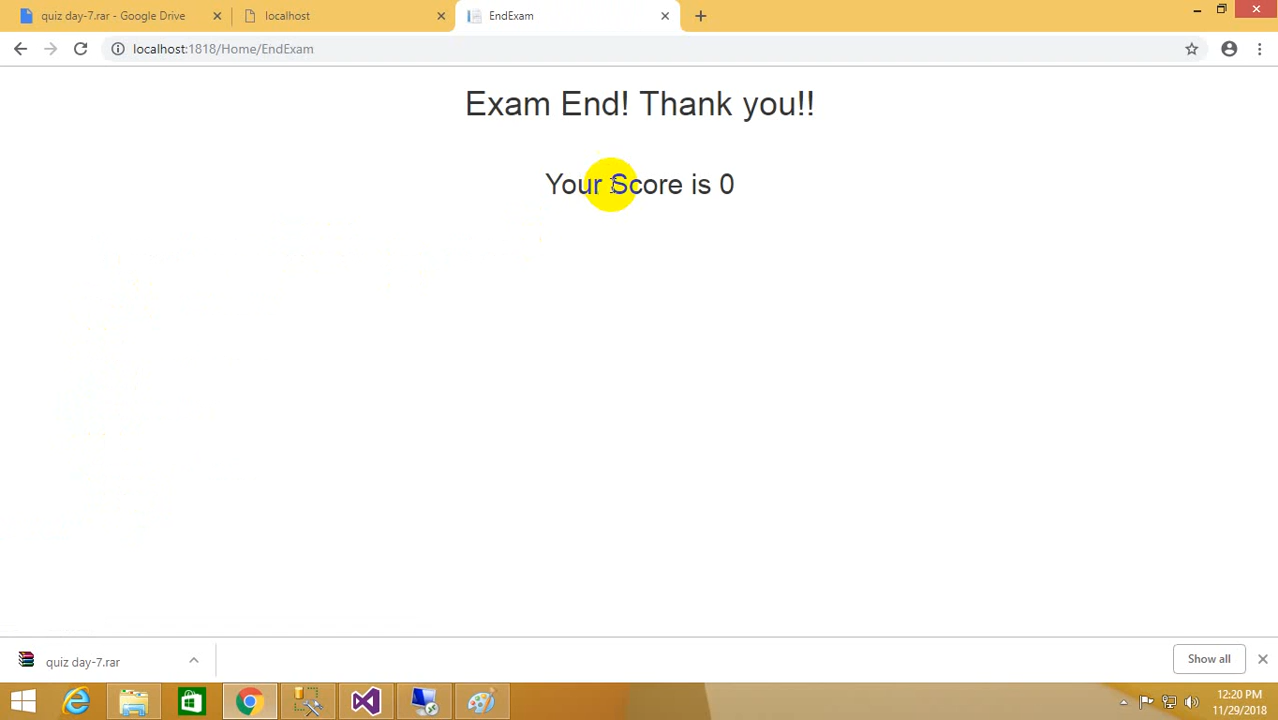 quiz day-7.rar - Google Drive
localhost
EndExam
localhost:1818/Home/EndExam
Exam End! Thank you!!
Your Score is 0
quiz day-7.rar
Show all
12:20 PM
11/29/2018